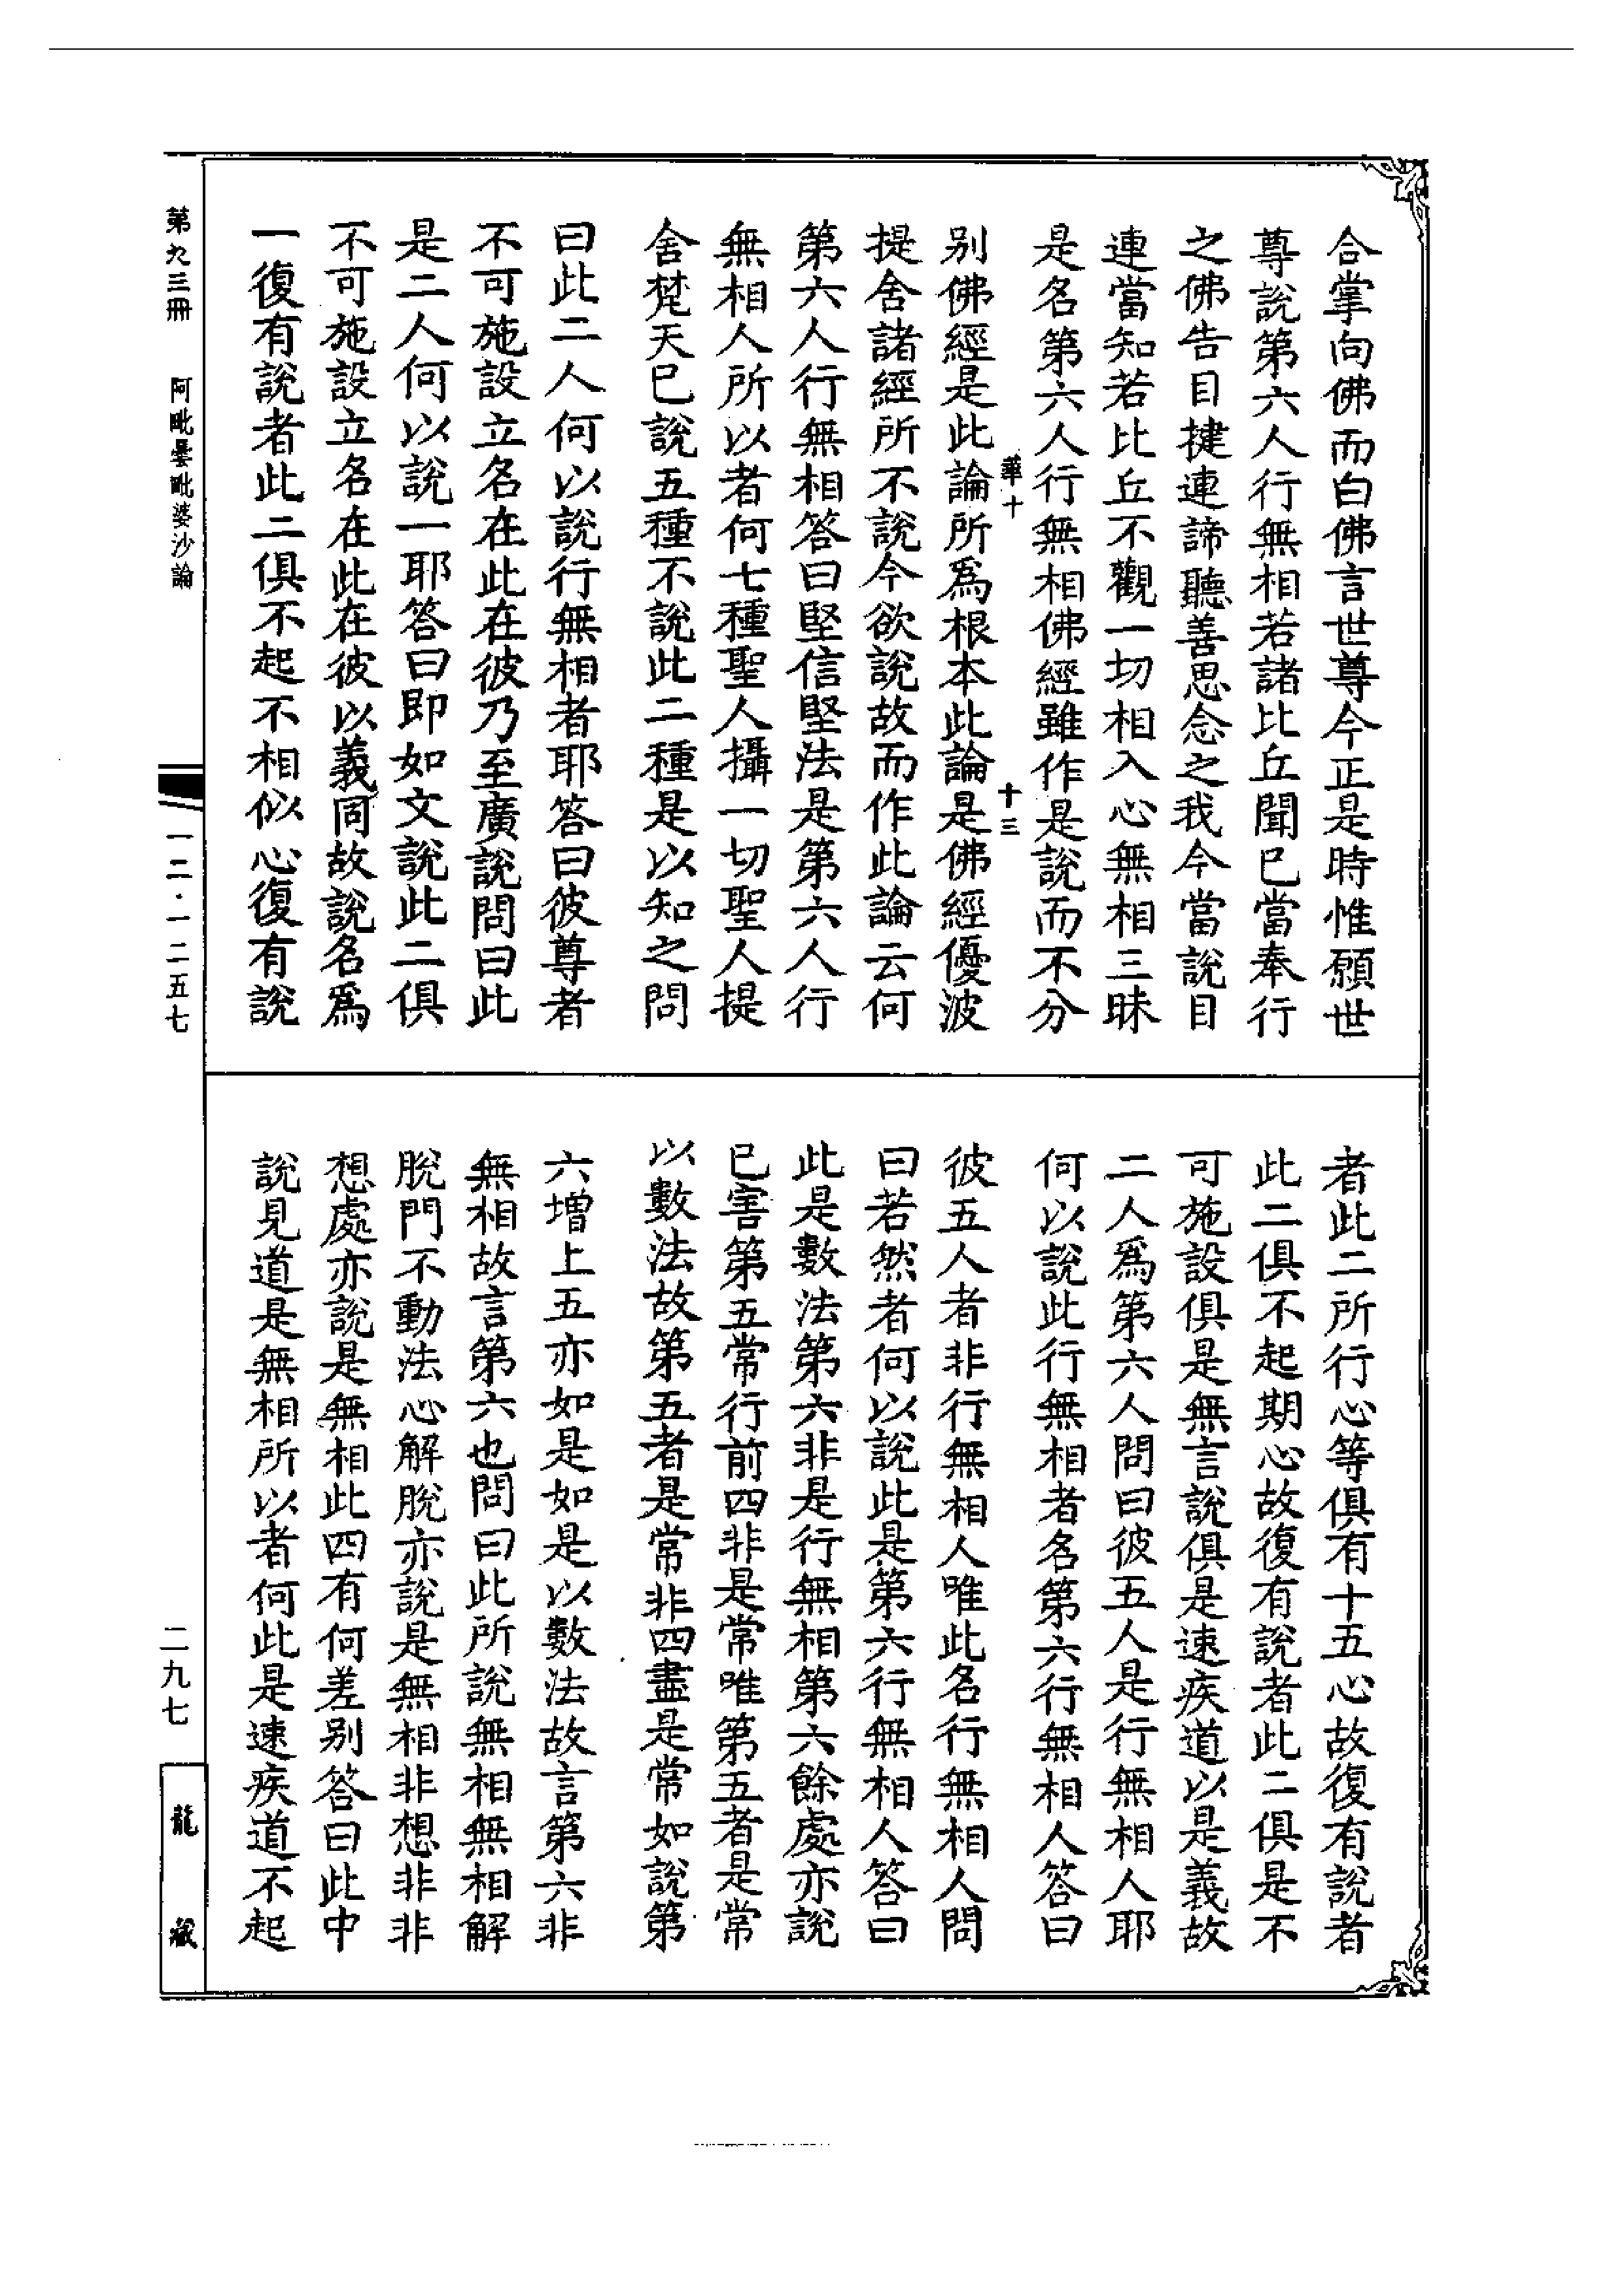 合掌向佛而白佛言世尊今正是時惟願世
尊說第六人行無相若諸比丘聞已當奉行
之佛告目揵連諦聽善思念之我今當說目
連當知若比丘不觀一切相入心無相三昧
是名第六人行無相佛經雖作是說而不分
華十
十三
别佛經是此論所爲根本此論是佛經優波
提舍諸經所不說今欲說故而作此論云何
第六人行無相答曰堅信堅法是第六人行
無相人所以者何七種聖人攝一切聖人提
舍梵天已說五種不說此二種是以知之問
曰此二人何以說行無相者耶答曰彼尊者
不可施設立名在此在彼乃至廣說問曰此
是二人何以說一耶答曰即如文說此二俱
不可施設立名在此在彼以義同故說名爲
一復有說者此二俱不起不相似心復有說
者此二所行心等俱有十五心故復有說者
此二俱不起期心故復有說者此二俱是不
可施設俱是無言說俱是速疾道以是義故
二人爲第六人問曰彼五人是行無相人耶
何以說此行無相者名第六行無相人答曰
彼五人者非行無相人唯此名行無相人問
曰若然者何以說此是第六行無相人答曰
此是數法第六非是行無相第六餘處亦說
已害第五常行前四非是常唯第五者是常
以數法故第五者是常非四盡是常如說第
六增上五亦如是如是以數法故言第六非
無相故言第六也問曰此所說無相無相解
脫門不動法心解脫亦說是無相非想非非
想處亦說是無相此四有何差别答曰此中
說見道是無相所以者何此是速疾道不起
第九三冊 阿毗曇毗婆沙論
一二·一二五七
二九七
龍藏